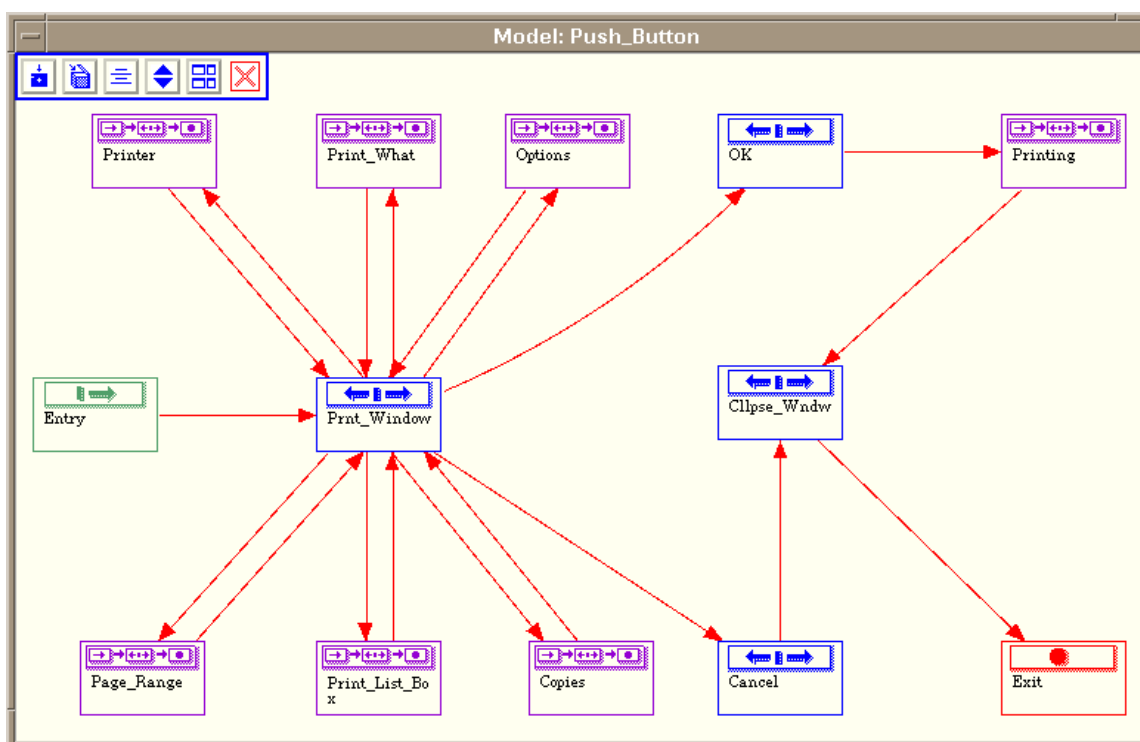 Model: Push_Button
Printer
Print_What
Options
OK
Printing
Entry
Prnt_Window
Cllpse_Wndw
Page_Range
Print_List_Bo
x
Copies
Cancel
Exit